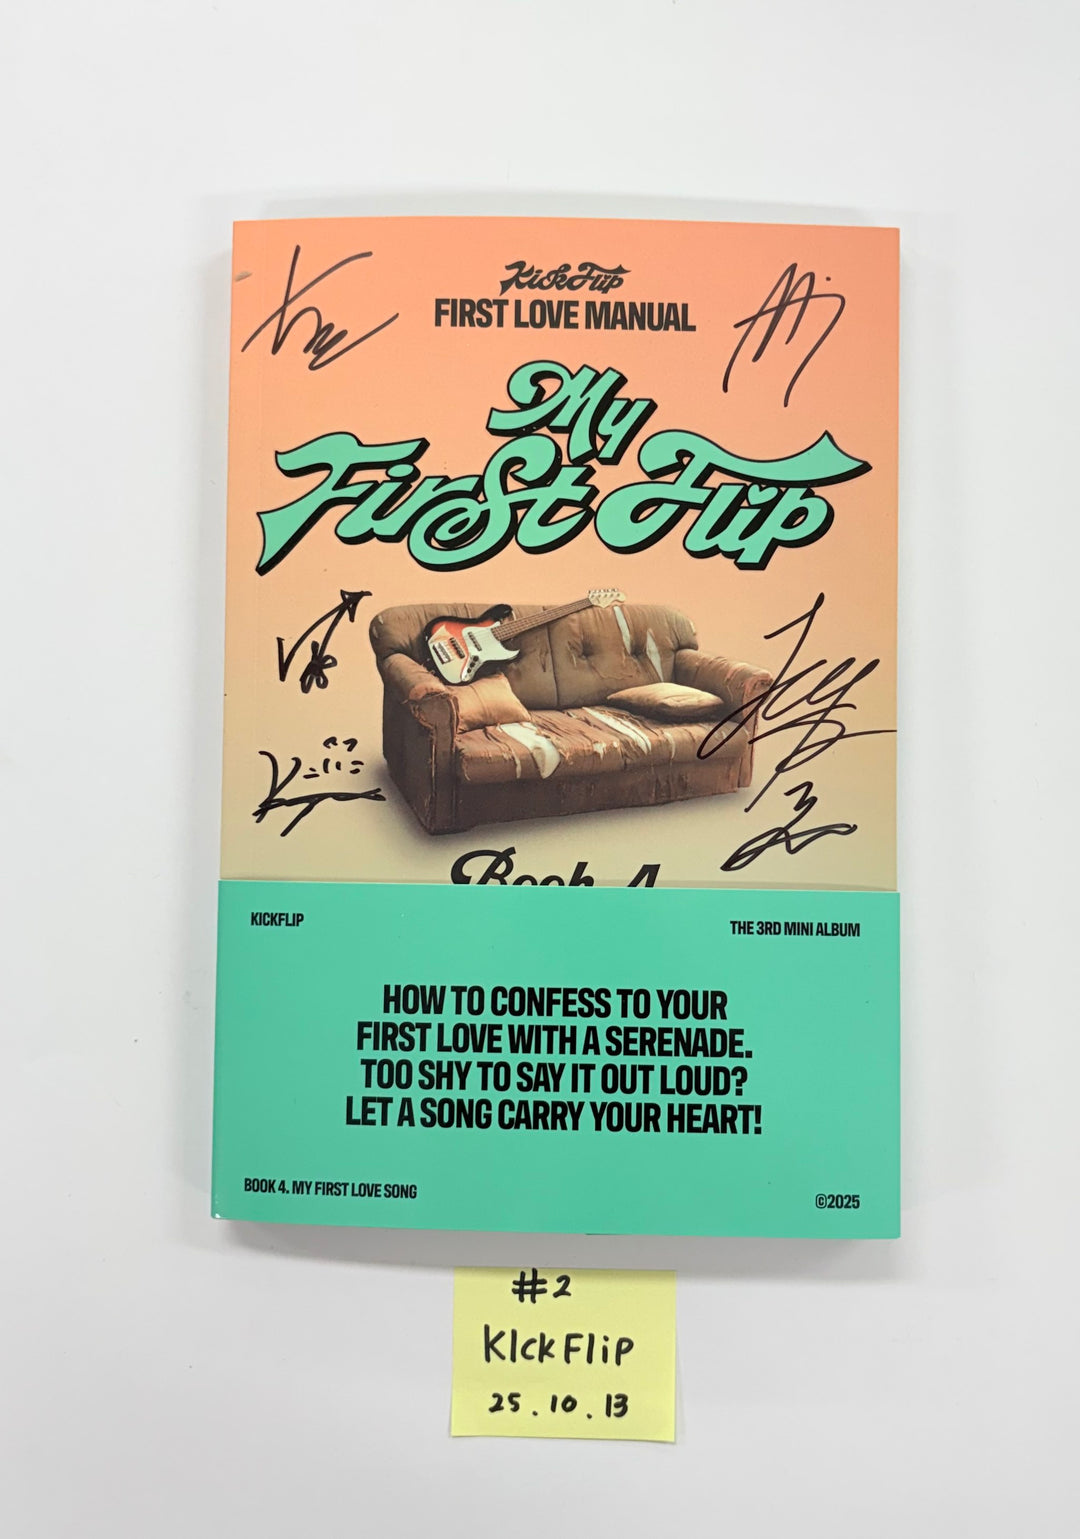 KickFlip
FIRST LOVE MANUAL
My
First Flip
Book 4
KICKFLIP
THE 3RD MINI ALBUM
HOW TO CONFESS TO YOUR
FIRST LOVE WITH A SERENADE.
TOO SHY TO SAY IT OUT LOUD?
LET A SONG CARRY YOUR HEART!
BOOK 4. MY FIRST LOVE SONG
©2025
#2
KickFlip
25.10.13